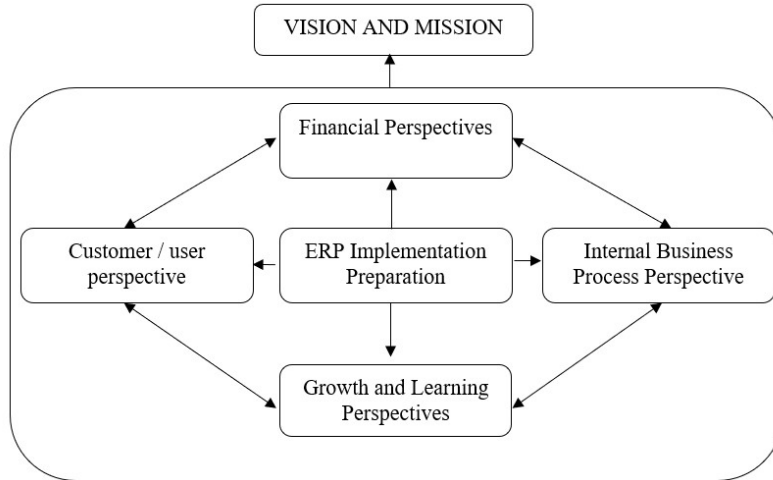 VISION AND MISSION
Financial Perspectives
Customer / user
perspective
ERP Implementation
Preparation
Internal Business
Process Perspective
Growth and Learning
Perspectives